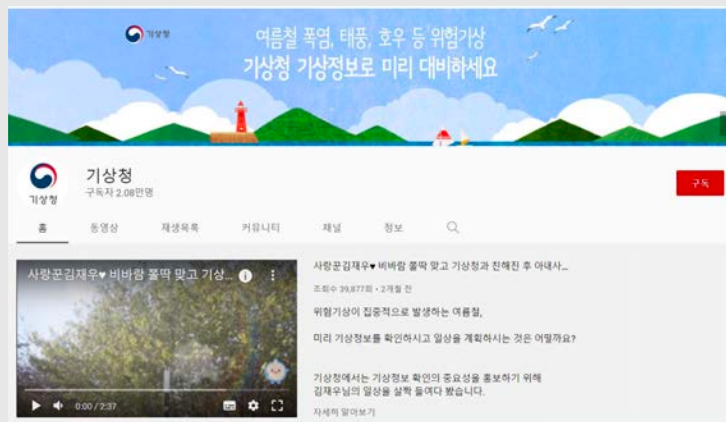 기상청
여름철 폭염, 태풍, 호우 등 위험기상
기상청 기상정보로 미리 대비하세요
기상청
기상청
구독자 2.08만명
구독
홈 동영상 재생목록 커뮤니티 채널 정보
사랑꾼김재우♥ 비바람 쫄딱 맞고 기상...
0:00 / 2:37
사랑꾼김재우♥ 비바람 쫄딱 맞고 기상청과 친해진 후 아내사...
조회수 39,877회 • 2개월 전
위험기상이 집중적으로 발생하는 여름철,
미리 기상정보를 확인하시고 일상을 계획하시는 것은 어떨까요?
기상청에서는 기상정보 확인의 중요성을 홍보하기 위해
김재우님의 일상을 살짝 들여다 봤습니다.
자세히 알아보기